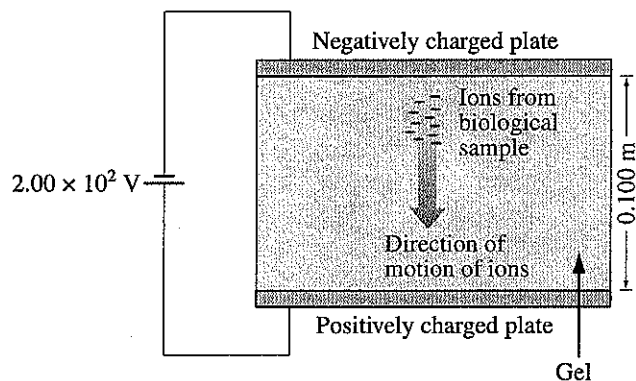 Negatively charged plate
Ions from
biological
sample
2.00 × 10² V
0.100 m
Direction of
motion of ions
Positively charged plate
Gel